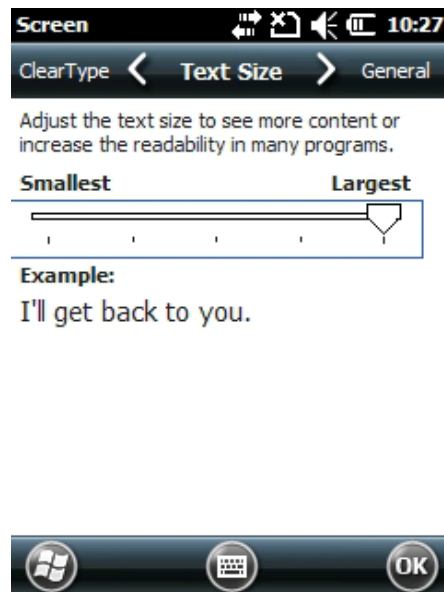 Screen 10:27
ClearType Text Size General
Adjust the text size to see more content or
increase the readability in many programs.
Smallest Largest
Example:
I'll get back to you.
OK